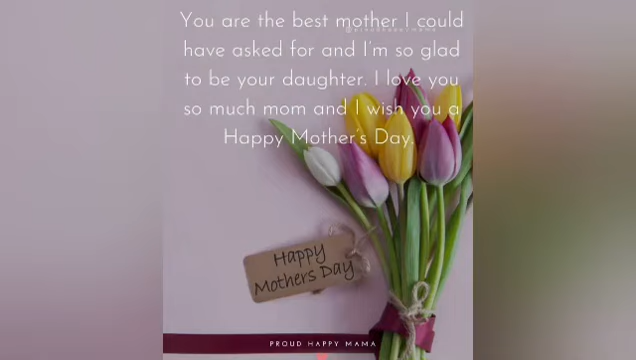 You are the best mother I could
have asked for and I'm so glad
to be your daughter. I love you
so much mom and I wish you a
Happy Mother's Day.
Happy
Mothers Day
PROUD HAPPY MAMA